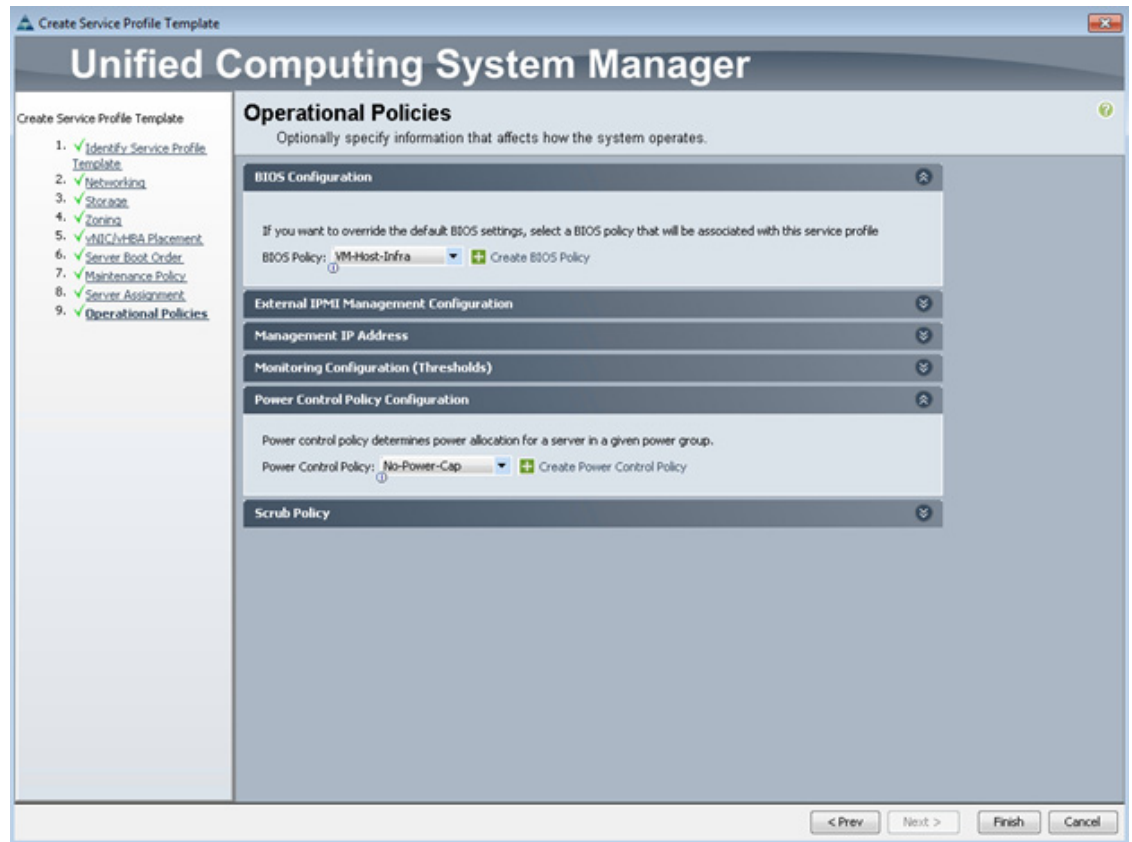 Create Service Profile Template
Unified Computing System Manager
Create Service Profile Template
1. Identify Service Profile
Template
2. Networking
3. Storage
4. Zoning
5. vNIC/vHBA Placement
6. Server Boot Order
7. Maintenance Policy
8. Server Assignment
9. Operational Policies
Operational Policies
Optionally specify information that affects how the system operates.
BIOS Configuration
If you want to override the default BIOS settings, select a BIOS policy that will be associated with this service profile
BIOS Policy: VM-Host-Infra Create BIOS Policy
External IPMI Management Configuration
Management IP Address
Monitoring Configuration (Thresholds)
Power Control Policy Configuration
Power control policy determines power allocation for a server in a given power group.
Power Control Policy: No-Power-Cap Create Power Control Policy
Scrub Policy
< Prev Next > Finish Cancel